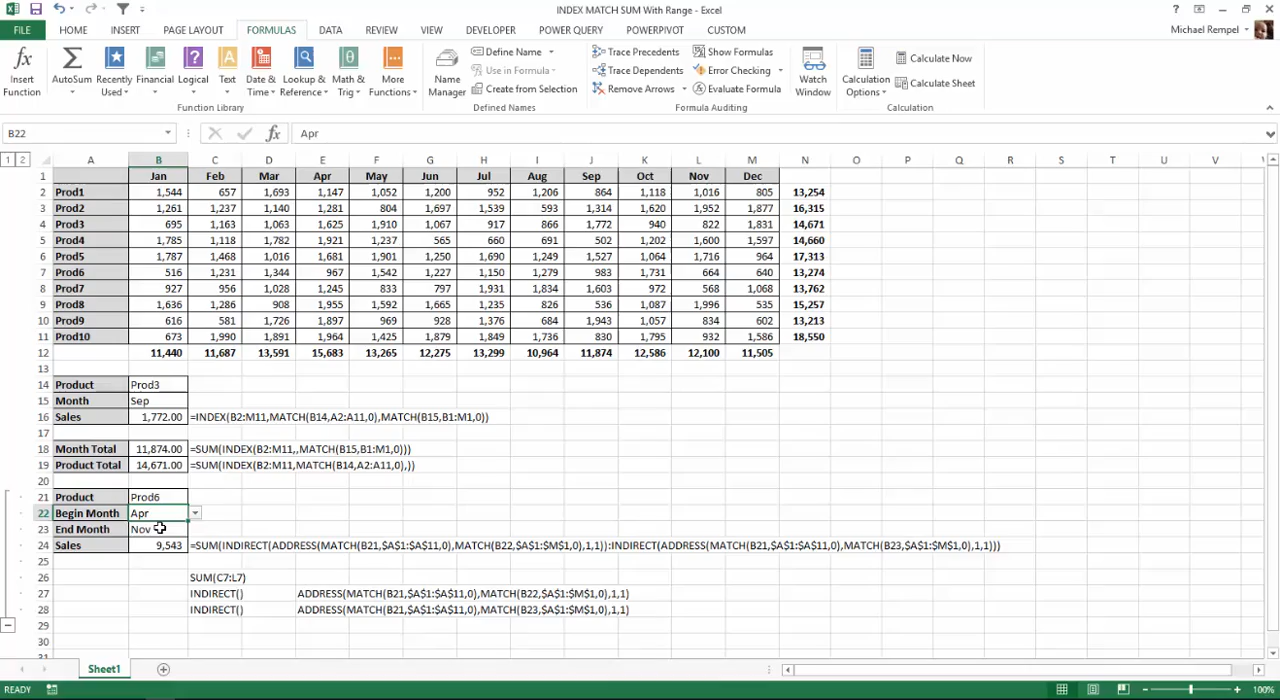 INDEX MATCH SUM With Range - Excel
FILE HOME INSERT PAGE LAYOUT FORMULAS DATA REVIEW VIEW DEVELOPER POWER QUERY POWERPIVOT CUSTOM Michael Rempel
Insert Function
AutoSum
Recently Used
Financial
Logical
Text
Date & Time
Lookup & Reference
Math & Trig
More Functions
Function Library
Name Manager
Define Name
Use in Formula
Create from Selection
Defined Names
Trace Precedents
Trace Dependents
Remove Arrows
Show Formulas
Error Checking
Evaluate Formula
Formula Auditing
Watch Window
Calculation Options
Calculate Now
Calculate Sheet
Calculation
B22 fx Apr
1 2 A B C D E F G H I J K L M N O P Q R S T U V
1 Jan Feb Mar Apr May Jun Jul Aug Sep Oct Nov Dec
2 Prod1 1,544 657 1,693 1,147 1,052 1,200 952 1,206 864 1,118 1,016 805 13,254
3 Prod2 1,261 1,237 1,140 1,281 804 1,697 1,539 593 1,314 1,620 1,952 1,877 16,315
4 Prod3 695 1,163 1,063 1,625 1,910 1,067 917 866 1,772 940 822 1,831 14,671
5 Prod4 1,785 1,118 1,782 1,921 1,237 565 660 691 502 1,202 1,600 1,597 14,660
6 Prod5 1,787 1,468 1,016 1,681 1,901 1,250 1,690 1,249 1,527 1,064 1,716 964 17,313
7 Prod6 516 1,231 1,344 967 1,542 1,227 1,150 1,279 983 1,731 664 640 13,274
8 Prod7 927 956 1,028 1,245 833 797 1,931 1,834 1,603 972 568 1,068 13,762
9 Prod8 1,636 1,286 908 1,955 1,592 1,665 1,235 826 536 1,087 1,996 535 15,257
10 Prod9 616 581 1,726 1,897 969 928 1,376 684 1,943 1,057 834 602 13,213
11 Prod10 673 1,990 1,891 1,964 1,425 1,879 1,849 1,736 830 1,795 932 1,586 18,550
12 11,440 11,687 13,591 15,683 13,265 12,275 13,299 10,964 11,874 12,586 12,100 11,505
13
14 Product Prod3
15 Month Sep
16 Sales 1,772.00 =INDEX(B2:M11,MATCH(B14,A2:A11,0),MATCH(B15,B1:M1,0))
17
18 Month Total 11,874.00 =SUM(INDEX(B2:M11,,MATCH(B15,B1:M1,0)))
19 Product Total 14,671.00 =SUM(INDEX(B2:M11,MATCH(B14,A2:A11,0),))
20
21 Product Prod6
22 Begin Month Apr
23 End Month Nov
24 Sales 9,543 =SUM(INDIRECT(ADDRESS(MATCH(B21,$A$1:$A$11,0),MATCH(B22,$A$1:$M$1,0),1,1)):INDIRECT(ADDRESS(MATCH(B21,$A$1:$A$11,0),MATCH(B23,$A$1:$M$1,0),1,1)))
25
26 SUM(C7:L7)
27 INDIRECT() ADDRESS(MATCH(B21,$A$1:$A$11,0),MATCH(B22,$A$1:$M$1,0),1,1)
28 INDIRECT() ADDRESS(MATCH(B21,$A$1:$A$11,0),MATCH(B23,$A$1:$M$1,0),1,1)
29
30
Sheet1
READY 100%